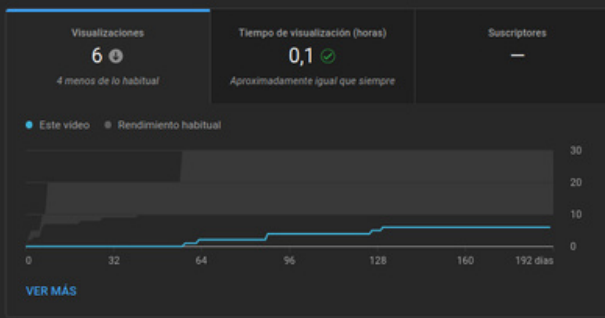 Visualizaciones
6
4 menos de lo habitual
Tiempo de visualización (horas)
0,1
Aproximadamente igual que siempre
Suscriptores
—
Este vídeo
Rendimiento habitual
30
20
10
0
0 32 64 96 128 160 192 días
VER MÁS